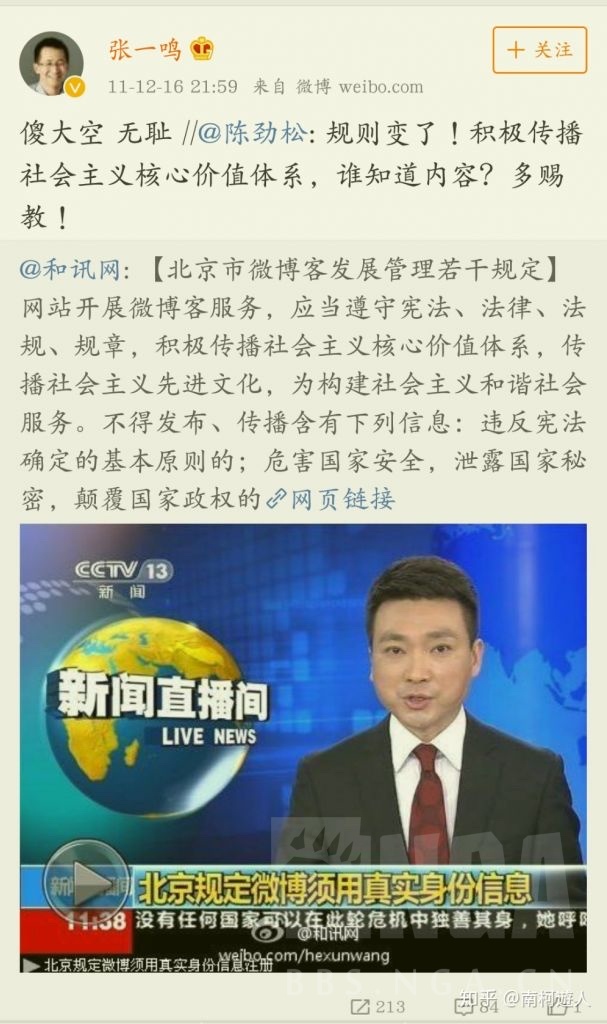 张一鸣
+ 关注
11-12-16 21:59 来自 微博 weibo.com
傻大空 无耻 //@陈劲松: 规则变了！积极传播
社会主义核心价值体系，谁知道内容？多赐
教！
@和讯网: 【北京市微博客发展管理若干规定】
网站开展微博客服务，应当遵守宪法、法律、法
规、规章，积极传播社会主义核心价值体系，传
播社会主义先进文化，为构建社会主义和谐社会
服务。不得发布、传播含有下列信息：违反宪法
确定的基本原则的；危害国家安全，泄露国家秘
密，颠覆国家政权的 网页链接
CCTV 13
新闻
新闻直播间
LIVE NEWS
新闻直播间 北京规定微博须用真实身份信息
11:38 没有任何国家可以在此轮危机中独善其身，她呼
@和讯网
weibo.com/hexunwang
北京规定微博须用真实身份信息注册
NGA
BBS.NGA.CN
213 84 1
知乎 @南柯遊人